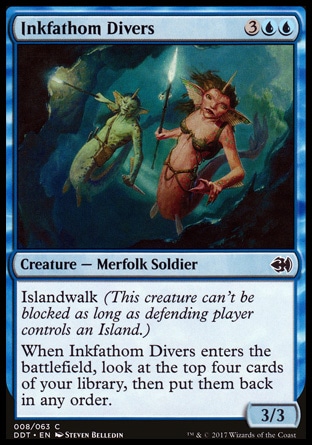 Inkfathom Divers 3
Creature — Merfolk Soldier
Islandwalk (This creature can't be
blocked as long as defending player
controls an Island.)
When Inkfathom Divers enters the
battlefield, look at the top four cards
of your library, then put them back
in any order.
3/3
008/063 C
DDT • EN Steven Belledin
™ & © 2017 Wizards of the Coast